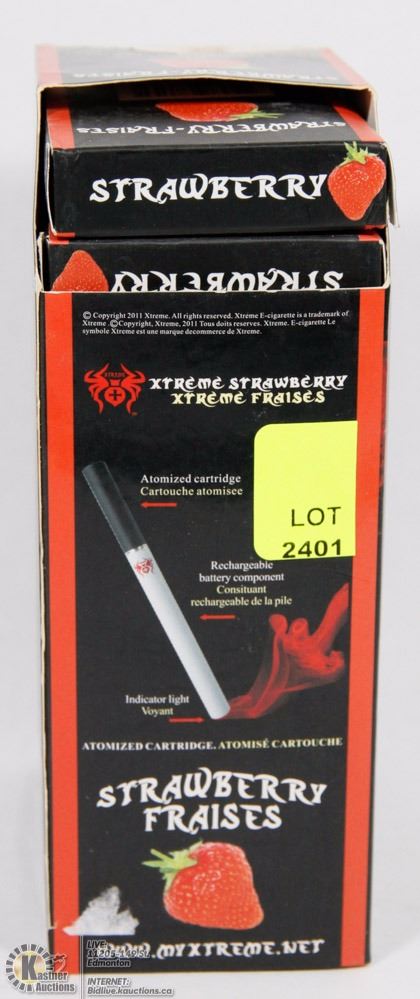 STRAWBERRY-FRAISES
STRAWBERRY
STRAWBERRY
© Copyright 2011 Xtreme. All rights reserved. Xtréme E-cigarette is a trademark of
Xtreme .©Copyright, Xtreme, 2011 Tous doits reserves. Xtreme. E-cigarette Le
symbole Xtreme est une marque decommerce de Xtreme.
XTREME
XTREME STRAWBERRY
XTREME FRAISES
Atomized cartridge
Cartouche atomisee
LOT
2401
Rechargeable
battery component
Consituant
rechargeable de la pile
Indicator light
Voyant
ATOMIZED CARTRIDGE. ATOMISÉ CARTOUCHE
STRAWBERRY
FRAISES
WWW.MYXTREME.NET
LIVE:
Edmonton
INTERNET:
Bidlive.kauctions.ca
Kastner
Auctions